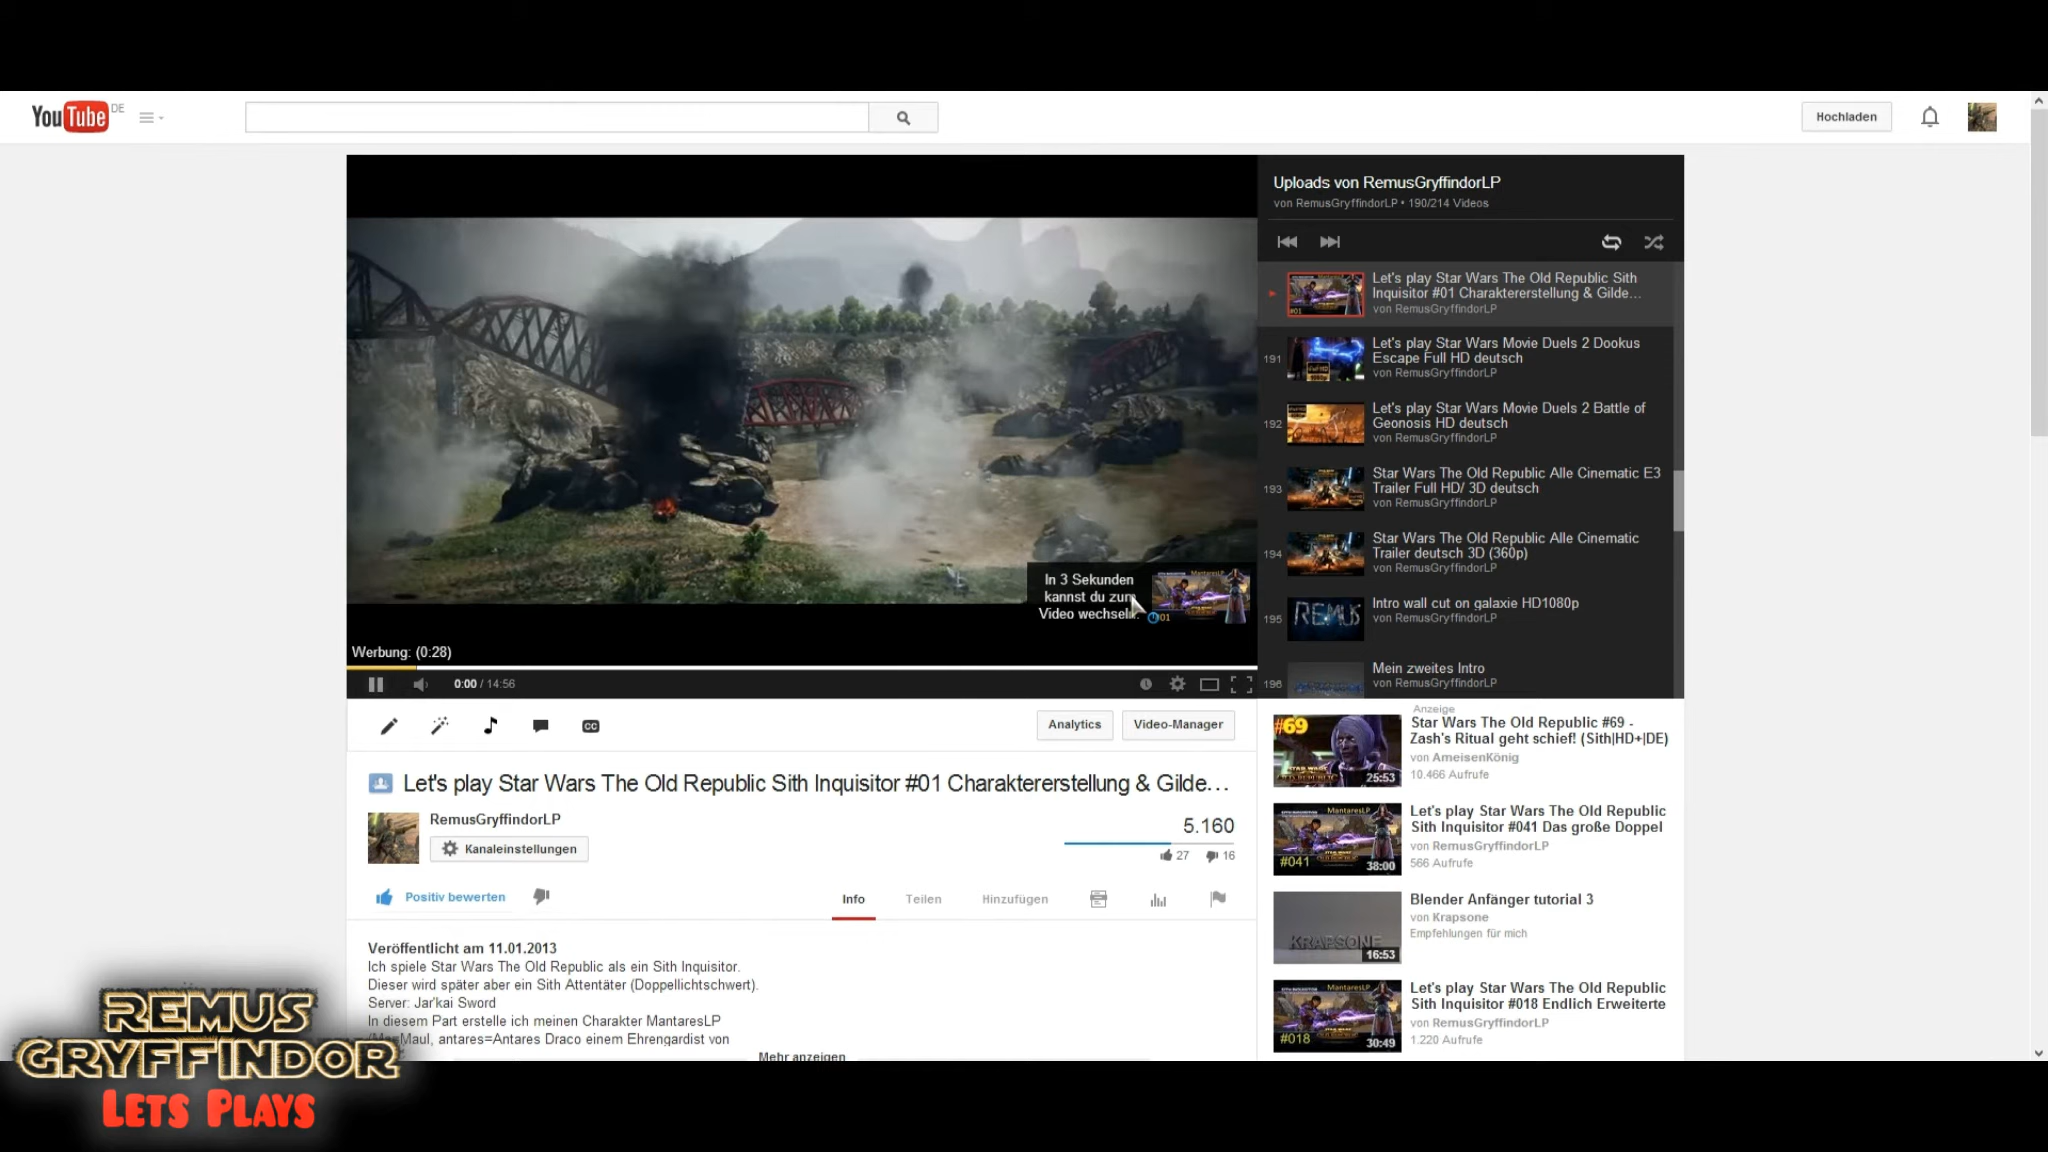 YouTube DE
Hochladen
Uploads von RemusGryffindorLP
von RemusGryffindorLP • 190/214 Videos
Let's play Star Wars The Old Republic Sith
Inquisitor #01 Charaktererstellung & Gilde...
von RemusGryffindorLP
#01
191
Let's play Star Wars Movie Duels 2 Dookus
Escape Full HD deutsch
von RemusGryffindorLP
192
Let's play Star Wars Movie Duels 2 Battle of
Geonosis HD deutsch
von RemusGryffindorLP
193
Star Wars The Old Republic Alle Cinematic E3
Trailer Full HD/ 3D deutsch
von RemusGryffindorLP
194
Star Wars The Old Republic Alle Cinematic
Trailer deutsch 3D (360p)
von RemusGryffindorLP
195
REMUS
Intro wall cut on galaxie HD1080p
von RemusGryffindorLP
196
Mein zweites Intro
von RemusGryffindorLP
In 3 Sekunden
kannst du zum
Video wechseln.
MantaresLP
Werbung: (0:28)
0:00 / 14:56
CC
Analytics
Video-Manager
Let's play Star Wars The Old Republic Sith Inquisitor #01 Charaktererstellung & Gilde...
RemusGryffindorLP
Kanaleinstellungen
5.160
27
16
Positiv bewerten
Info
Teilen
Hinzufügen
Veröffentlicht am 11.01.2013
Ich spiele Star Wars The Old Republic als ein Sith Inquisitor.
Dieser wird später aber ein Sith Attentäter (Doppellichtschwert).
Server: Jar'kai Sword
In diesem Part erstelle ich meinen Charakter MantaresLP
antares=Antares Draco einem Ehrengardist von
Mehr anzeigen
Anzeige
#69
25:53
Star Wars The Old Republic #69 -
Zash's Ritual geht schief! (Sith|HD+|DE)
von AmeisenKönig
10.466 Aufrufe
MantaresLP
#041
38:00
Let's play Star Wars The Old Republic
Sith Inquisitor #041 Das große Doppel
von RemusGryffindorLP
566 Aufrufe
KRAPSONE
16:53
Blender Anfänger tutorial 3
von Krapsone
Empfehlungen für mich
MantaresLP
#018
30:49
Let's play Star Wars The Old Republic
Sith Inquisitor #018 Endlich Erweiterte
von RemusGryffindorLP
1.220 Aufrufe
REMUS
GRYFFINDOR
LETS PLAYS